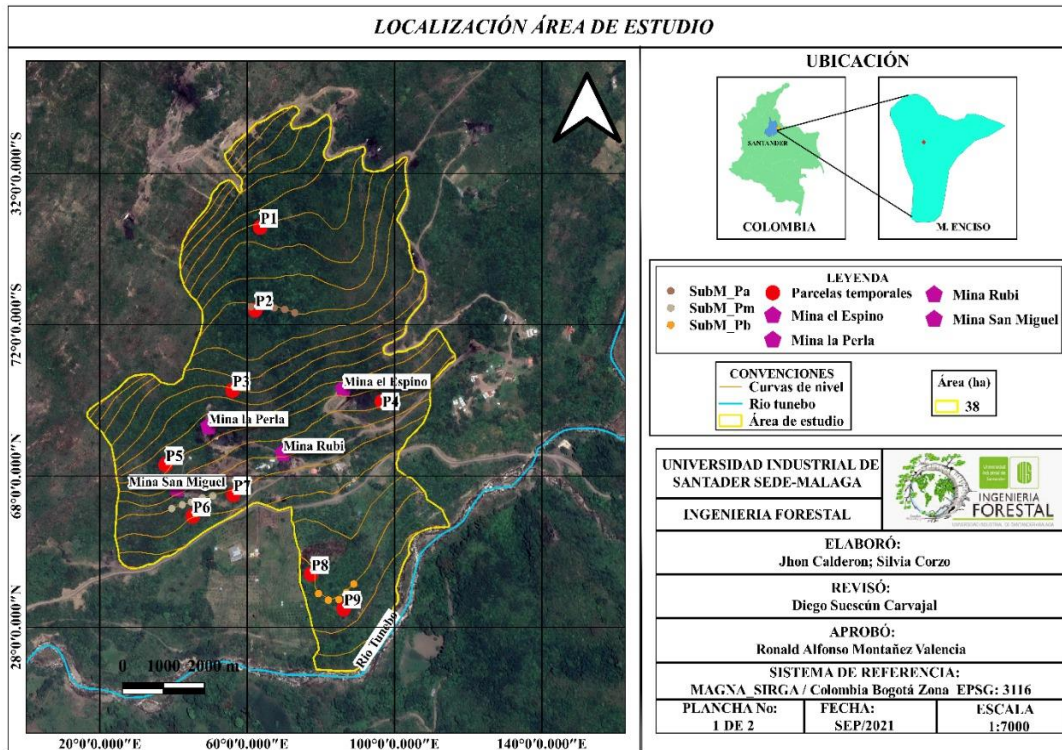 LOCALIZACIÓN ÁREA DE ESTUDIO
32°0'0.000"S
72°0'0.000"N
68°0'0.000"N
28°0'0.000"N
P1
P2
P3
Mina el Espino
P4
Mina la Perla
Mina Rubi
P5
Mina San Miguel
P7
P6
P8
P9
Río Tunebo
0 1000 2000 m
20°0'0.000"E 60°0'0.000"E 100°0'0.000"E 140°0'0.000"E
UBICACIÓN
SANTANDER
COLOMBIA
M. ENCISO
LEYENDA
SubM_Pa
SubM_Pm
SubM_Pb
Parcelas temporales
Mina el Espino
Mina la Perla
Mina Rubi
Mina San Miguel
CONVENCIONES
Curvas de nivel
Rio tunebo
Área de estudio
Área (ha)
38
UNIVERSIDAD INDUSTRIAL DE
SANTADER SEDE-MALAGA
INGENIERIA FORESTAL
UIS
INGENIERIA
FORESTAL
ELABORÓ:
Jhon Calderon; Silvia Corzo
REVISÓ:
Diego Suescún Carvajal
APROBÓ:
Ronald Alfonso Montañez Valencia
SISTEMA DE REFERENCIA:
MAGNA_SIRGA / Colombia Bogotá Zona EPSG: 3116
PLANCHA No:
1 DE 2
FECHA:
SEP/2021
ESCALA
1:7000